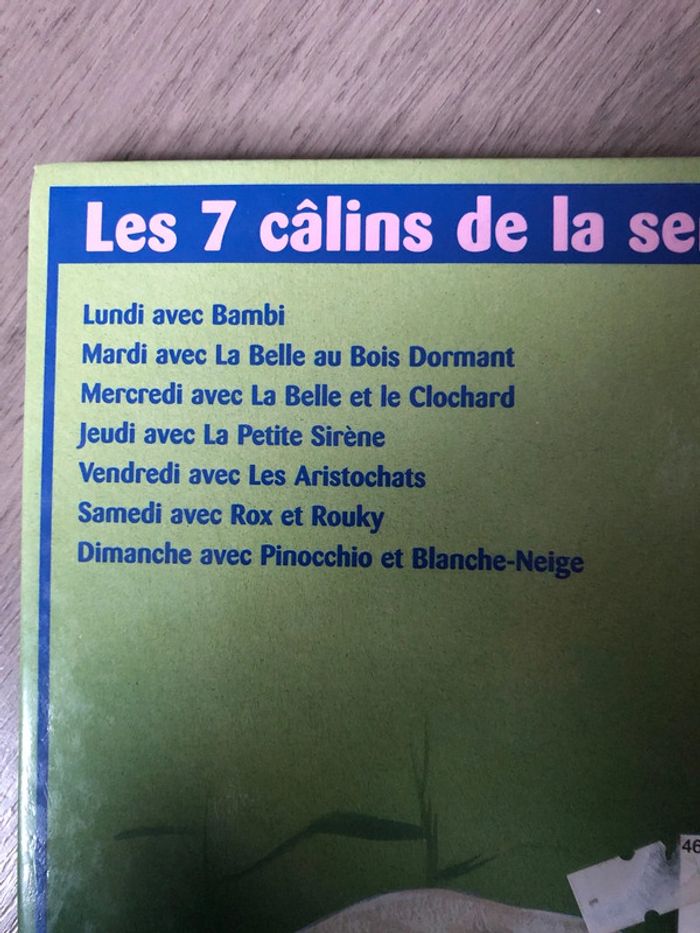 Les 7 câlins de la se
Lundi avec Bambi
Mardi avec La Belle au Bois Dormant
Mercredi avec La Belle et le Clochard
Jeudi avec La Petite Sirène
Vendredi avec Les Aristochats
Samedi avec Rox et Rouky
Dimanche avec Pinocchio et Blanche-Neige
46